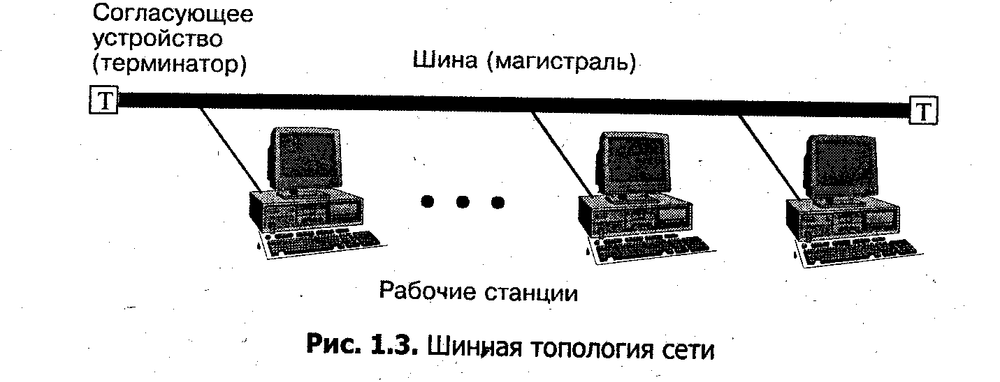 Согласующее
устройство
(терминатор)
Шина (магистраль)
T
T
Рабочие станции
Рис. 1.3. Шинная топология сети